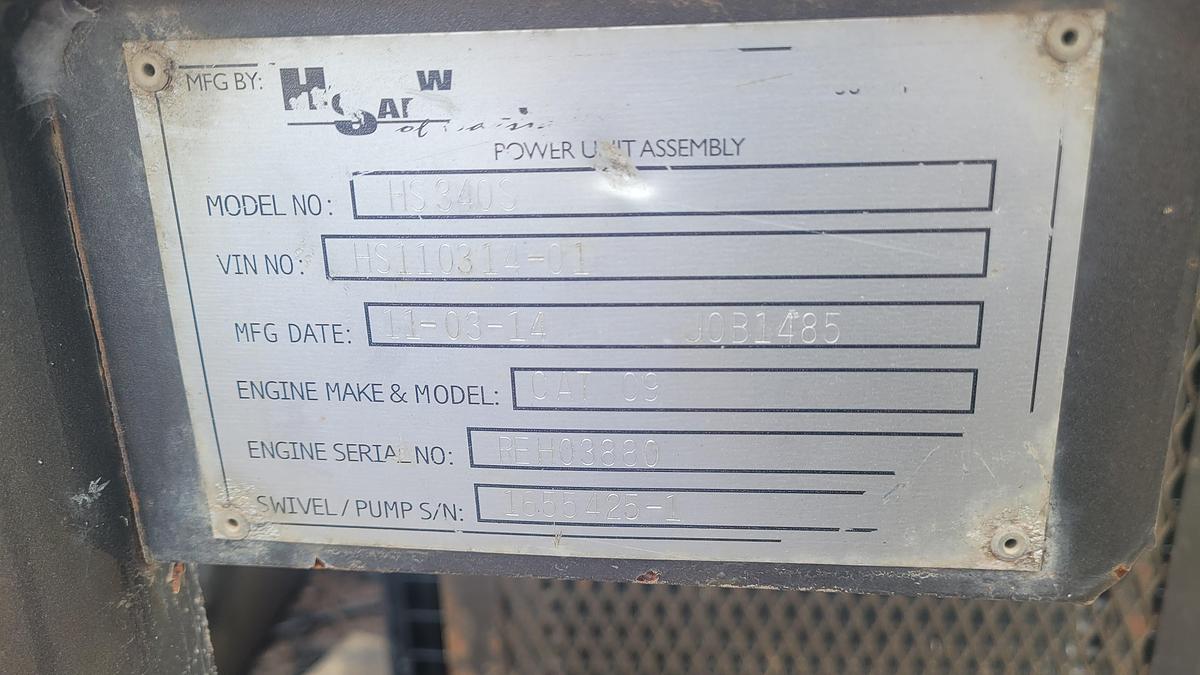 MFG BY:
POWER UNIT ASSEMBLY
MODEL NO: HS340S
VIN NO: HS110314-01
MFG DATE: 11-03-14 JOB1485
ENGINE MAKE & MODEL: CAT C9
ENGINE SERIAL NO: REH03880
SWIVEL / PUMP S/N: 1655425-1